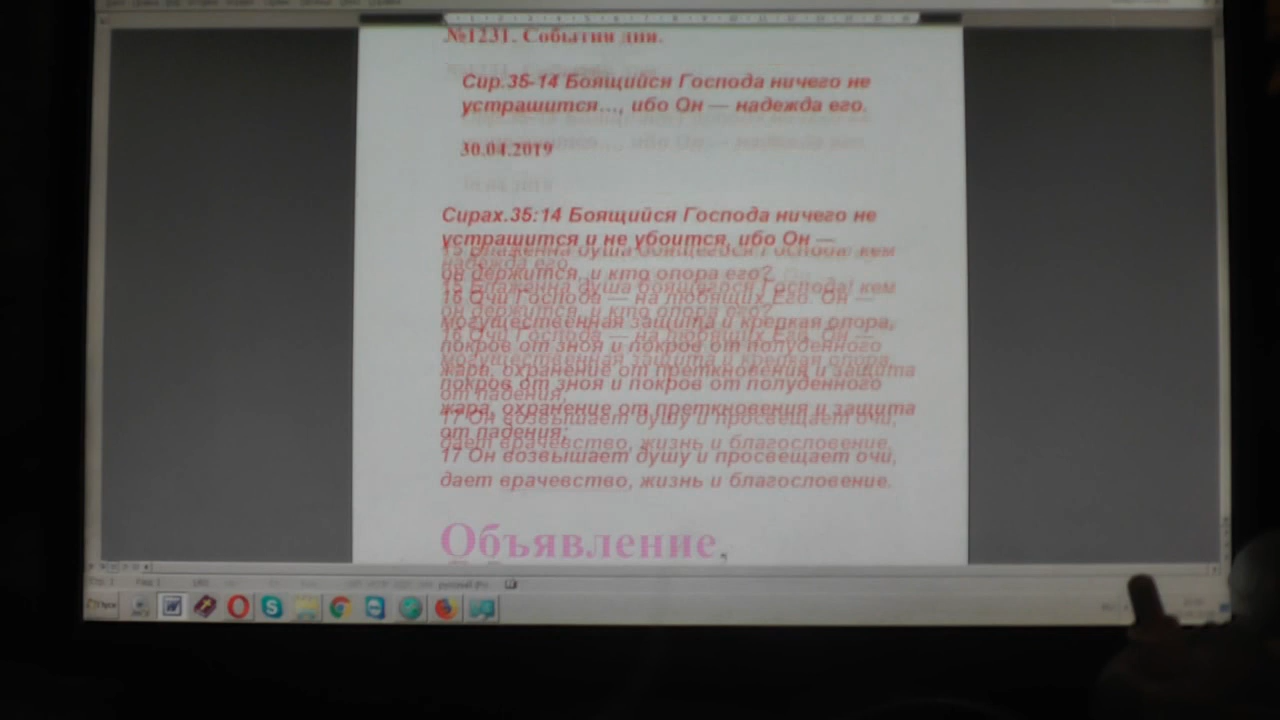 №1231. События дня.
Сир.35-14 Боящийся Господа ничего не
устрашится..., ибо Он — надежда его.
30.04.2019
Сирах.35:14 Боящийся Господа ничего не
устрашится и не убоится, ибо Он —
надежда его.
15 Блаженна душа боящегося Господа! кем
он держится, и кто опора его?
16 Очи Господа — на любящих Его. Он —
могущественная защита и крепкая опора,
покров от зноя и покров от полуденного
жара, охранение от преткновения и защита
от падения;
17 Он возвышает душу и просвещает очи,
дает врачевство, жизнь и благословение.
Объявление